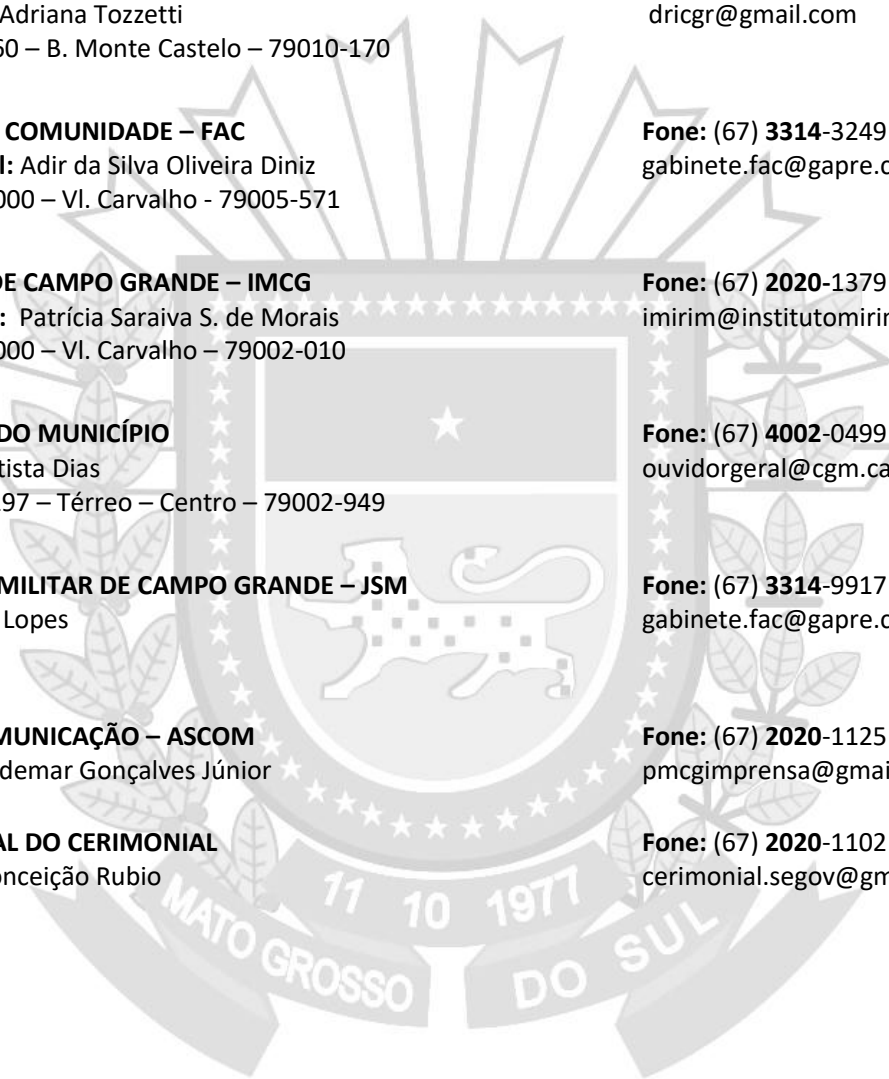 Adriana Tozzetti dricgr@gmail.com
60 – B. Monte Castelo – 79010-170
COMUNIDADE – FAC Fone: (67) 3314-3249
l: Adir da Silva Oliveira Diniz gabinete.fac@gapre.c
000 – Vl. Carvalho - 79005-571
DE CAMPO GRANDE – IMCG Fone: (67) 2020-1379
: Patrícia Saraiva S. de Morais imirim@institutomirin
000 – Vl. Carvalho – 79002-010
DO MUNICÍPIO Fone: (67) 4002-0499
tista Dias ouvidorgeral@cgm.ca
297 – Térreo – Centro – 79002-949
MILITAR DE CAMPO GRANDE – JSM Fone: (67) 3314-9917
Lopes gabinete.fac@gapre.c
MUNICAÇÃO – ASCOM Fone: (67) 2020-1125
demar Gonçalves Júnior pmcgimprensa@gmai
AL DO CERIMONIAL Fone: (67) 2020-1102
onceição Rubio cerimonial.segov@gm
11 10 1977
MATO GROSSO DO SUL